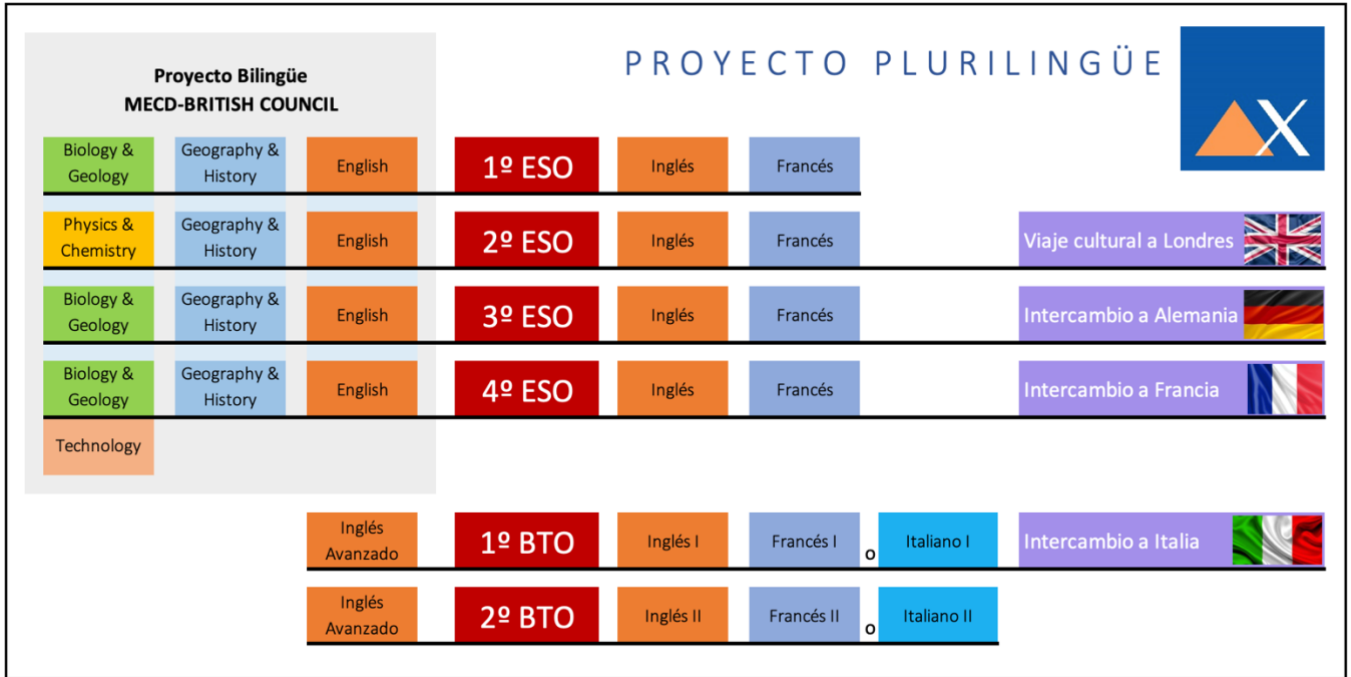 PROYECTO PLURILINGÜE
Proyecto Bilingüe
MECD-BRITISH COUNCIL
X
Biology &
Geology
Geography &
History
English
1º ESO
Inglés
Francés
Physics &
Chemistry
Geography &
History
English
2º ESO
Inglés
Francés
Viaje cultural a Londres
Biology &
Geology
Geography &
History
English
3º ESO
Inglés
Francés
Intercambio a Alemania
Biology &
Geology
Geography &
History
English
4º ESO
Inglés
Francés
Intercambio a Francia
Technology
Inglés
Avanzado
1º BTO
Inglés I
Francés I
o
Italiano I
Intercambio a Italia
Inglés
Avanzado
2º BTO
Inglés II
Francés II
o
Italiano II